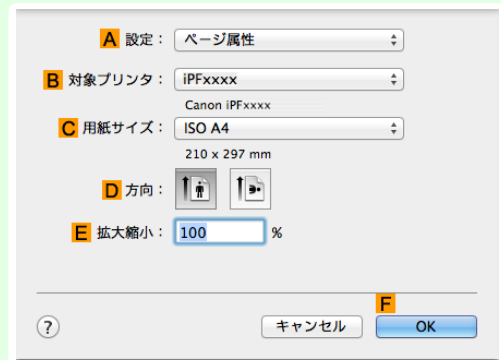 A 設定： ページ属性
B 対象プリンタ： iPFxxxx
Canon iPFxxxx
C 用紙サイズ： ISO A4
210 x 297 mm
D 方向：
E 拡大縮小： 100 %
F
? キャンセル OK